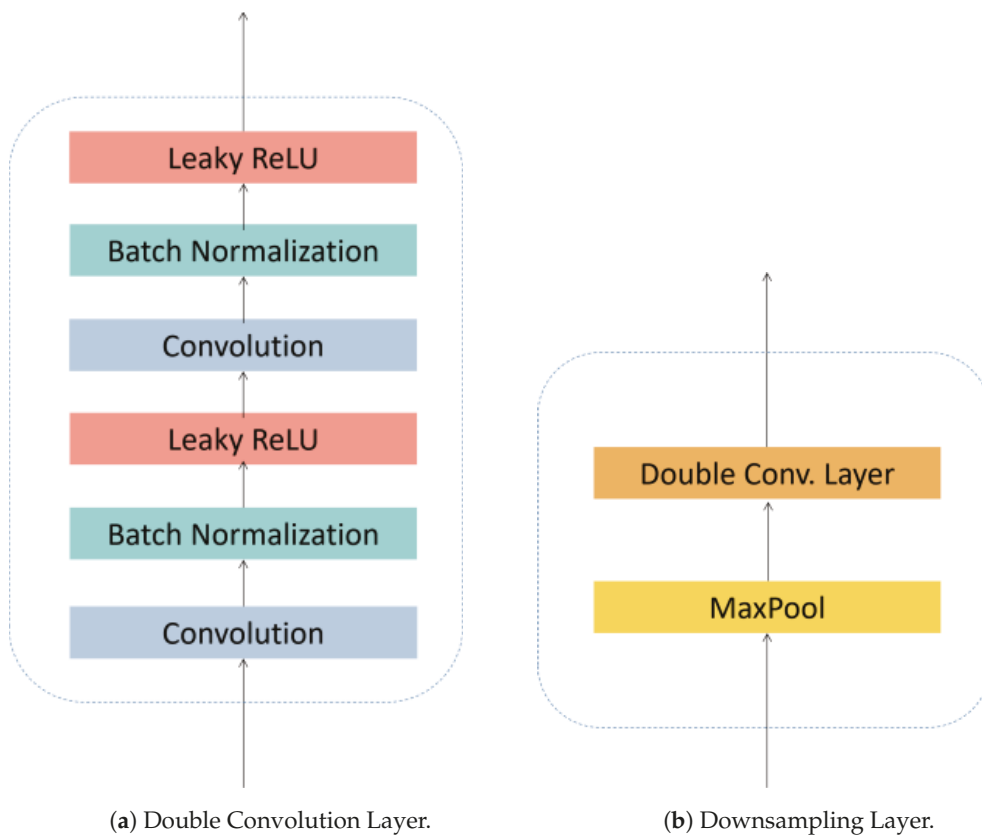 Leaky ReLU
Batch Normalization
Convolution
Leaky ReLU
Batch Normalization
Convolution
(a) Double Convolution Layer.
Double Conv. Layer
MaxPool
(b) Downsampling Layer.